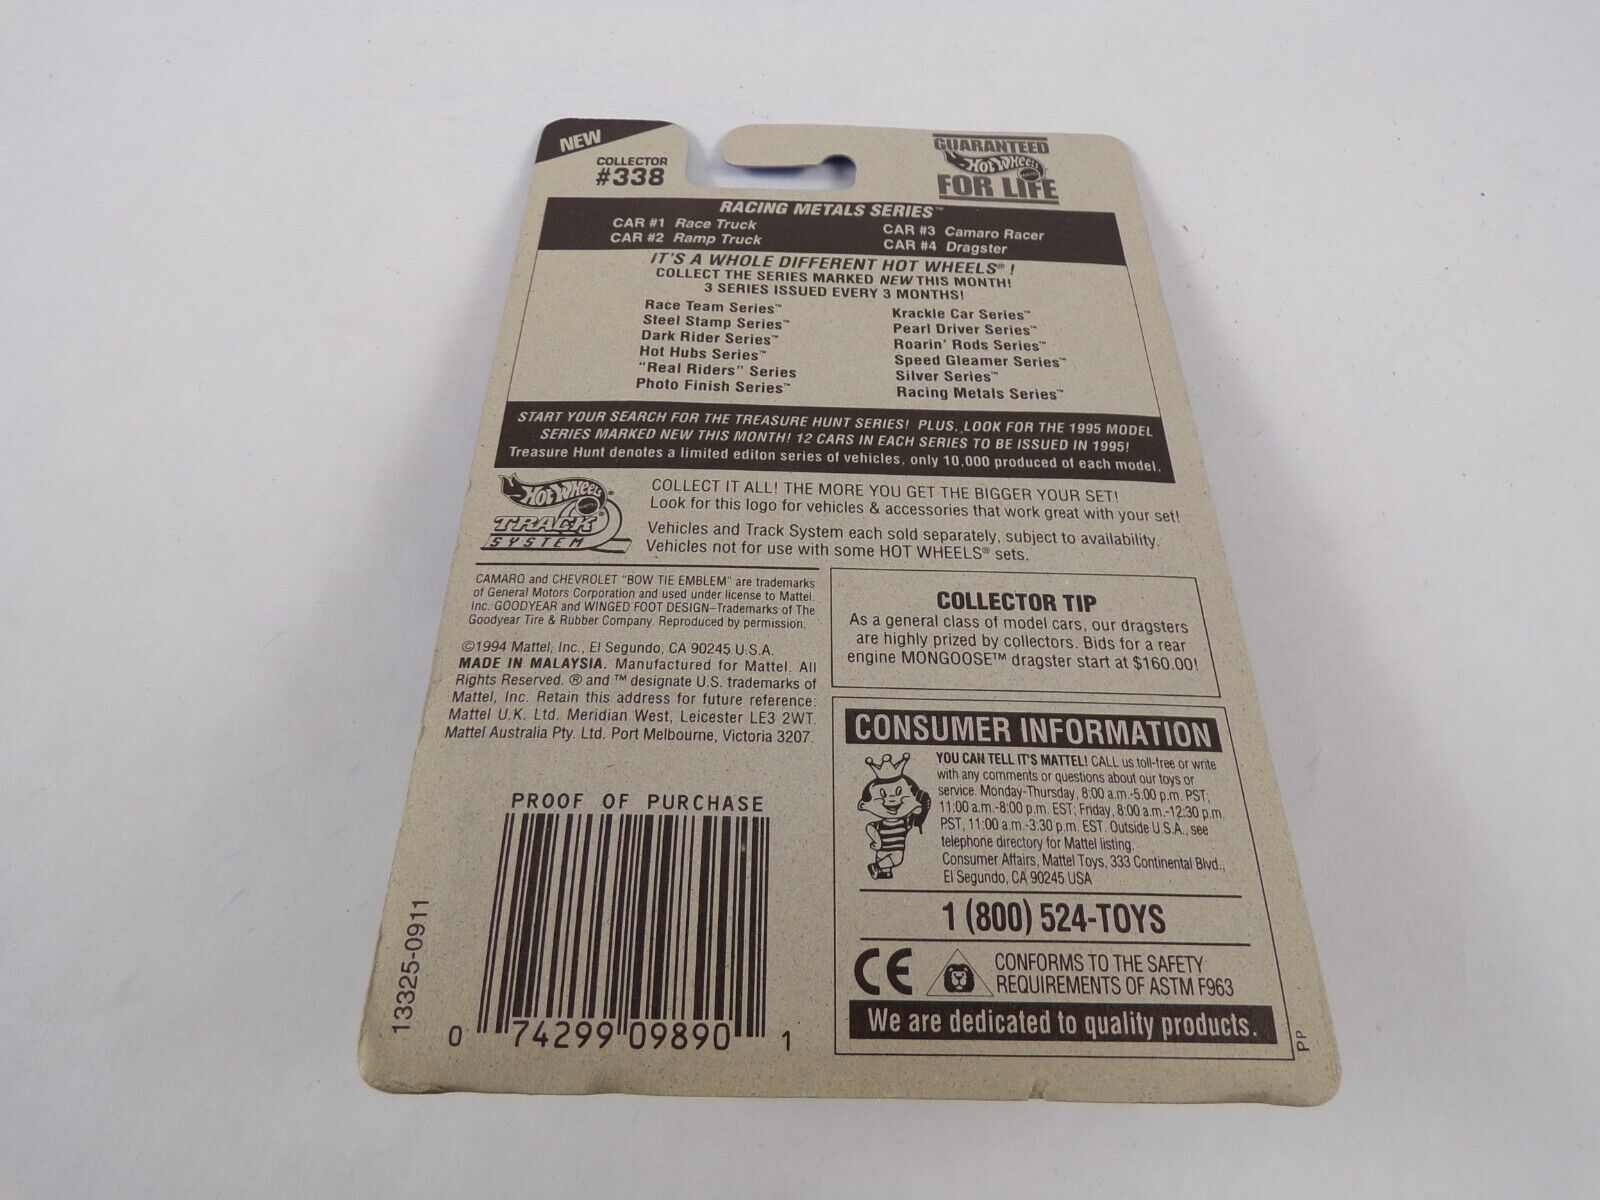 NEW
COLLECTOR
#338
GUARANTEED
HOT WHEELS
MATTEL
FOR LIFE
RACING METALS SERIES™
CAR #1 Race Truck
CAR #2 Ramp Truck
CAR #3 Camaro Racer
CAR #4 Dragster
IT'S A WHOLE DIFFERENT HOT WHEELS® !
COLLECT THE SERIES MARKED NEW THIS MONTH!
3 SERIES ISSUED EVERY 3 MONTHS!
Race Team Series™
Steel Stamp Series™
Dark Rider Series™
Hot Hubs Series™
"Real Riders" Series
Photo Finish Series™
Krackle Car Series™
Pearl Driver Series™
Roarin' Rods Series™
Speed Gleamer Series™
Silver Series™
Racing Metals Series™
START YOUR SEARCH FOR THE TREASURE HUNT SERIES! PLUS, LOOK FOR THE 1995 MODEL
SERIES MARKED NEW THIS MONTH! 12 CARS IN EACH SERIES TO BE ISSUED IN 1995!
Treasure Hunt denotes a limited editon series of vehicles, only 10,000 produced of each model.
HOT WHEELS®
MATTEL
TRACK®
SYSTEM
COLLECT IT ALL! THE MORE YOU GET THE BIGGER YOUR SET!
Look for this logo for vehicles & accessories that work great with your set!
Vehicles and Track System each sold separately, subject to availability.
Vehicles not for use with some HOT WHEELS® sets.
CAMARO and CHEVROLET "BOW TIE EMBLEM" are trademarks
of General Motors Corporation and used under license to Mattel,
Inc. GOODYEAR and WINGED FOOT DESIGN–Trademarks of The
Goodyear Tire & Rubber Company. Reproduced by permission.
©1994 Mattel, Inc., El Segundo, CA 90245 U.S.A.
MADE IN MALAYSIA. Manufactured for Mattel. All
Rights Reserved. ® and ™ designate U.S. trademarks of
Mattel, Inc. Retain this address for future reference:
Mattel U.K. Ltd. Meridian West, Leicester LE3 2WT.
Mattel Australia Pty. Ltd. Port Melbourne, Victoria 3207.
COLLECTOR TIP
As a general class of model cars, our dragsters
are highly prized by collectors. Bids for a rear
engine MONGOOSE™ dragster start at $160.00!
CONSUMER INFORMATION
YOU CAN TELL IT'S MATTEL! CALL us toll-free or write
with any comments or questions about our toys or
service. Monday-Thursday, 8:00 a.m.-5:00 p.m. PST;
11:00 a.m.-8:00 p.m. EST; Friday, 8:00 a.m.-12:30 p.m.
PST, 11:00 a.m.-3:30 p.m. EST. Outside U.S.A., see
telephone directory for Mattel listing.
Consumer Affairs, Mattel Toys, 333 Continental Blvd.,
El Segundo, CA 90245 USA
1 (800) 524-TOYS
CE
CONFORMS TO THE SAFETY
REQUIREMENTS OF ASTM F963
We are dedicated to quality products.
PP
PROOF OF PURCHASE
0 74299 09890 1
13325-0911